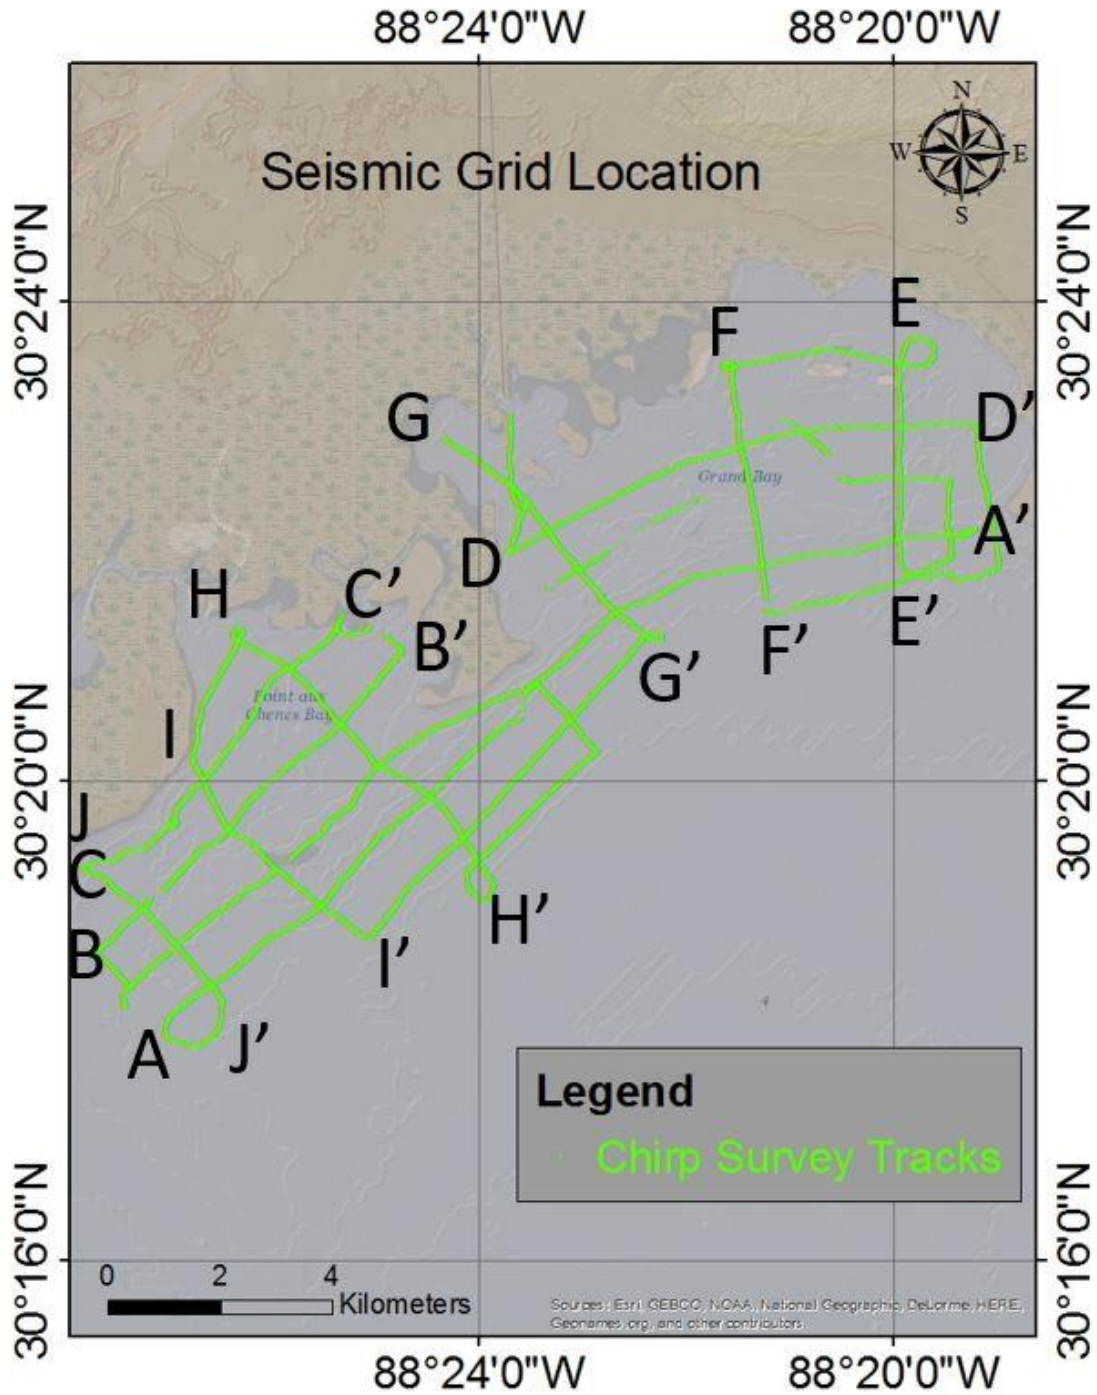 88°24'0"W 88°20'0"W
N
W E
S
Seismic Grid Location
30°24'0"N 30°24'0"N
E
F
G D'
Grand Bay
A'
D
H C'
E'
B' F'
G'
Point aux
Chenes Bay
I
30°20'0"N 30°20'0"N
J
C
H'
B I'
A J'
Legend
Chirp Survey Tracks
30°16'0"N 30°16'0"N
0 2 4
Kilometers
Sources: Esri, GEBCO, NOAA, National Geographic, DeLorme, HERE,
Geonames.org, and other contributors
88°24'0"W 88°20'0"W